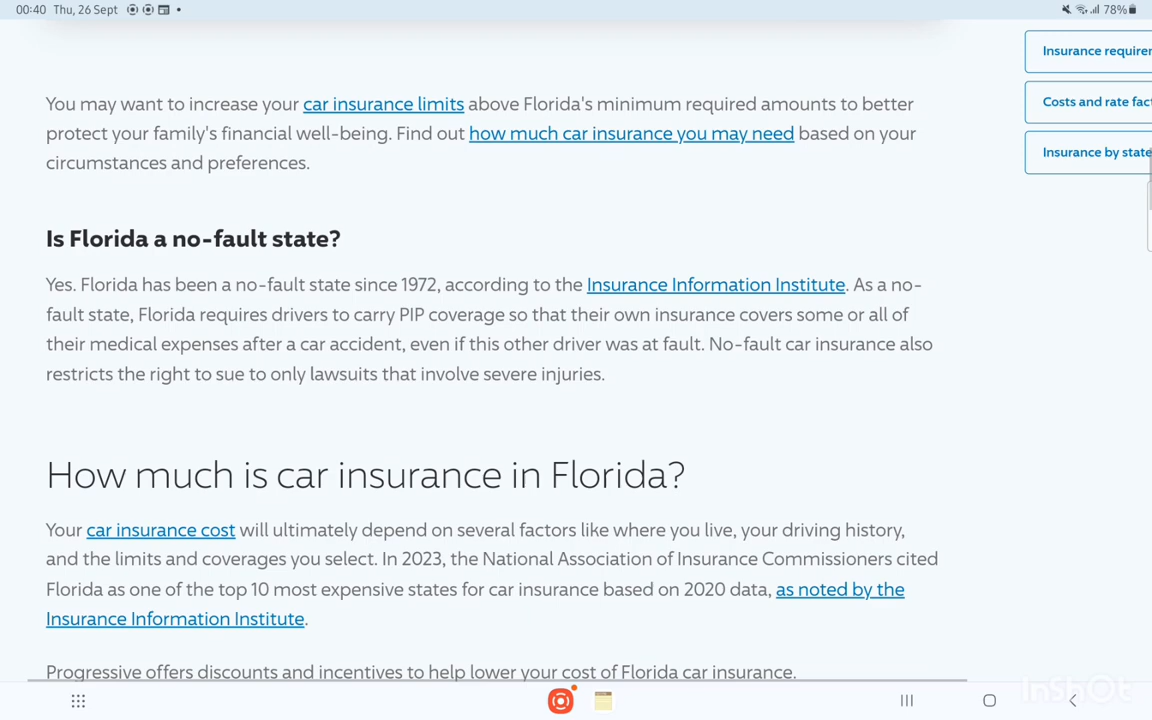 00:40 Thu, 26 Sept
78%
You may want to increase your car insurance limits above Florida's minimum required amounts to better
protect your family's financial well-being. Find out how much car insurance you may need based on your
circumstances and preferences.
Insurance requirer
Costs and rate fact
Insurance by state
Is Florida a no-fault state?
Yes. Florida has been a no-fault state since 1972, according to the Insurance Information Institute. As a no-
fault state, Florida requires drivers to carry PIP coverage so that their own insurance covers some or all of
their medical expenses after a car accident, even if this other driver was at fault. No-fault car insurance also
restricts the right to sue to only lawsuits that involve severe injuries.
How much is car insurance in Florida?
Your car insurance cost will ultimately depend on several factors like where you live, your driving history,
and the limits and coverages you select. In 2023, the National Association of Insurance Commissioners cited
Florida as one of the top 10 most expensive states for car insurance based on 2020 data, as noted by the
Insurance Information Institute.
Progressive offers discounts and incentives to help lower your cost of Florida car insurance.
InShOt